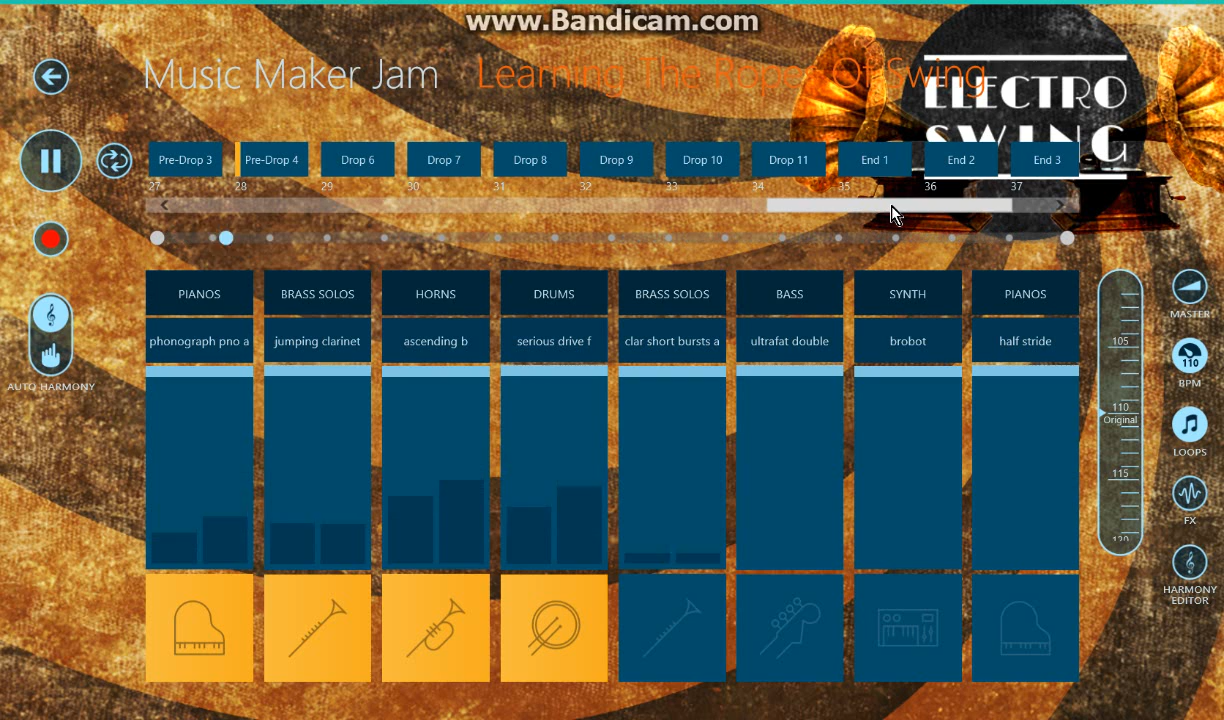 www.Bandicam.com
Music Maker Jam Learning The Ropes Of Swing
ELECTRO
SWING
Pre-Drop 3 Pre-Drop 4 Drop 6 Drop 7 Drop 8 Drop 9 Drop 10 Drop 11 End 1 End 2 End 3
27 28 29 30 31 32 33 34 35 36 37
PIANOS BRASS SOLOS HORNS DRUMS BRASS SOLOS BASS SYNTH PIANOS
phonograph pno a jumping clarinet ascending b serious drive f clar short bursts a ultrafat double brobot half stride
AUTO HARMONY
105
110
Original
115
120
MASTER
110
BPM
LOOPS
FX
HARMONY
EDITOR